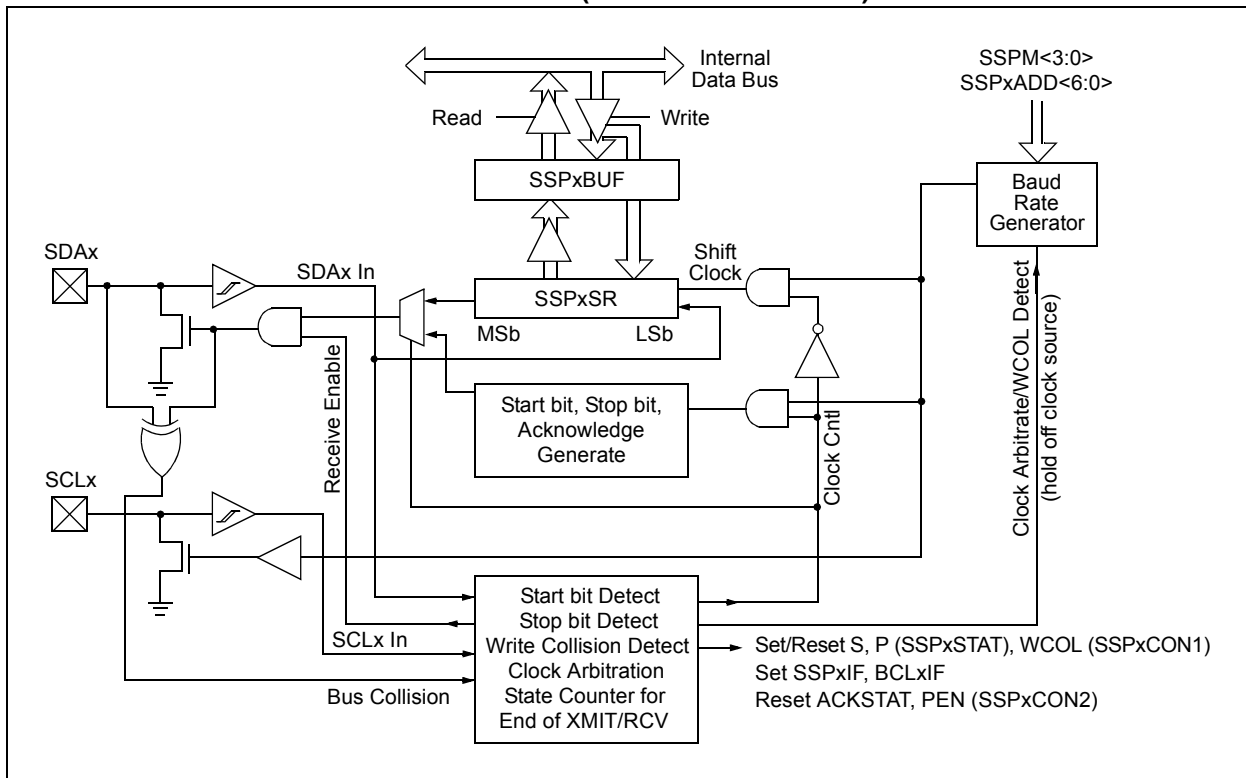 Internal
Data Bus
SSPM<3:0>
SSPxADD<6:0>
Read
Write
SSPxBUF
Baud
Rate
Generator
SDAx
SDAx In
Shift
Clock
SSPxSR
MSb
LSb
Receive Enable
Start bit, Stop bit,
Acknowledge
Generate
Clock Cntl
Clock Arbitrate/WCOL Detect
(hold off clock source)
SCLx
SCLx In
Bus Collision
Start bit Detect
Stop bit Detect
Write Collision Detect
Clock Arbitration
State Counter for
End of XMIT/RCV
Set/Reset S, P (SSPxSTAT), WCOL (SSPxCON1)
Set SSPxIF, BCLxIF
Reset ACKSTAT, PEN (SSPxCON2)